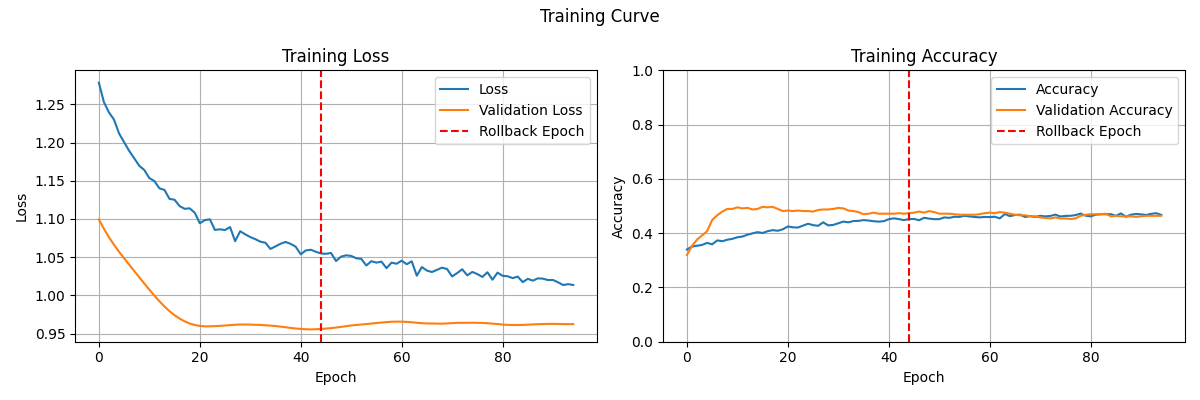 Training Curve
Training Loss
Loss
1.25
1.20
1.15
1.10
1.05
1.00
0.95
0
20
40
60
80
Epoch
Loss
Validation Loss
Rollback Epoch
Training Accuracy
Accuracy
1.0
0.8
0.6
0.4
0.2
0.0
0
20
40
60
80
Epoch
Accuracy
Validation Accuracy
Rollback Epoch